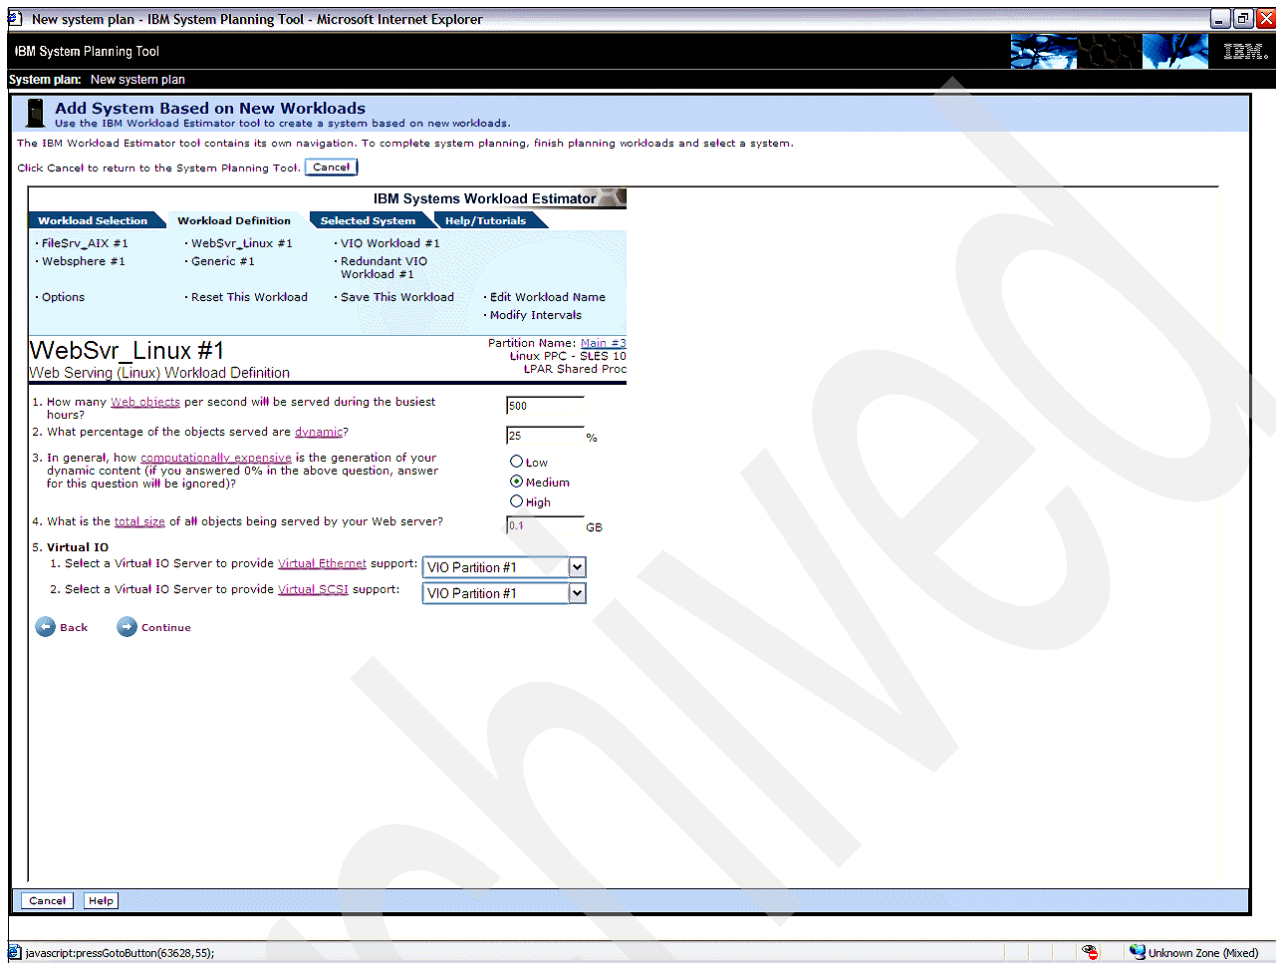 New system plan - IBM System Planning Tool - Microsoft Internet Explorer
IBM System Planning Tool
IBM.
System plan: New system plan
Add System Based on New Workloads
Use the IBM Workload Estimator tool to create a system based on new workloads.
The IBM Workload Estimator tool contains its own navigation. To complete system planning, finish planning workloads and select a system.
Click Cancel to return to the System Planning Tool. Cancel
IBM Systems Workload Estimator
Workload Selection Workload Definition Selected System Help/Tutorials
· FileSrv_AIX #1 · WebSvr_Linux #1 · VIO Workload #1
· Websphere #1 · Generic #1 · Redundant VIO
Workload #1
· Options · Reset This Workload · Save This Workload · Edit Workload Name
· Modify Intervals
WebSvr_Linux #1
Web Serving (Linux) Workload Definition
Partition Name: Main #3
Linux PPC - SLES 10
LPAR Shared Proc
1. How many Web objects per second will be served during the busiest
hours?
500
2. What percentage of the objects served are dynamic?
25 %
3. In general, how computationally expensive is the generation of your
dynamic content (if you answered 0% in the above question, answer
for this question will be ignored)?
Low
Medium
High
4. What is the total size of all objects being served by your Web server?
0.1 GB
5. Virtual IO
1. Select a Virtual IO Server to provide Virtual Ethernet support: VIO Partition #1
2. Select a Virtual IO Server to provide Virtual SCSI support: VIO Partition #1
Back Continue
Cancel Help
javascript:pressGotoButton(63628,55);
Unknown Zone (Mixed)
Archived